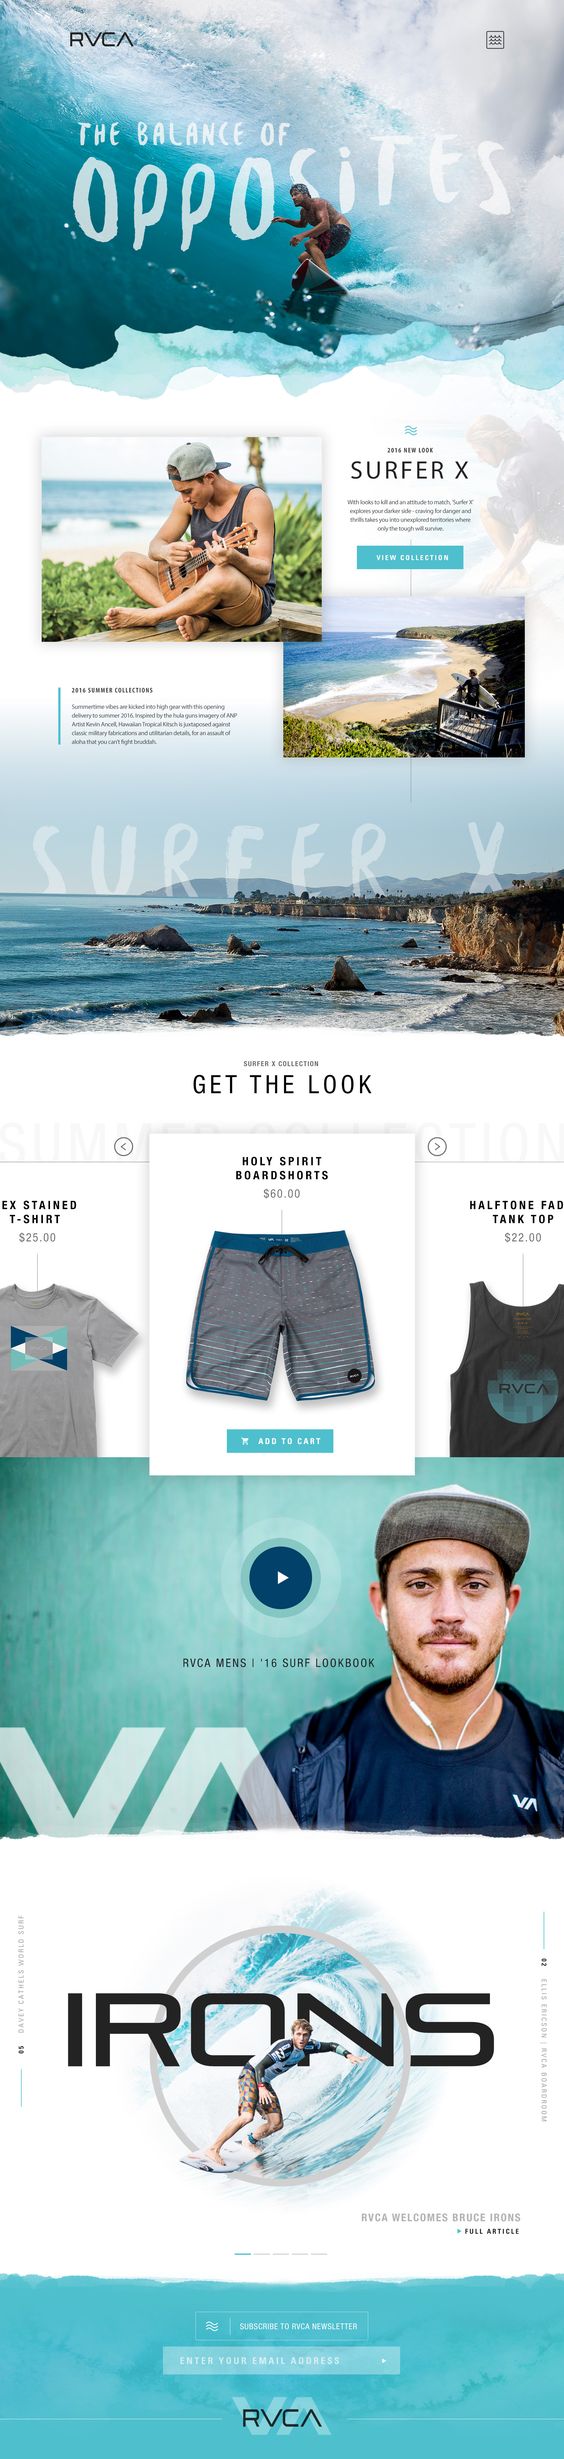 RVCA
THE BALANCE OF
OPPOSITES
2016 NEW LOOK
SURFER X
With looks to kill and an attitude to match, 'Surfer X'
explores your darker side - craving for danger and
thrills takes you into unexplored territories where
only the tough will survive.
VIEW COLLECTION
2016 SUMMER COLLECTIONS
Summertime vibes are kicked into high gear with this opening
delivery to summer 2016. Inspired by the hula guns imagery of ANP
Artist Kevin Ancell, Hawaiian Tropical Kitsch is juxtaposed against
classic military fabrications and utilitarian details, for an assault of
aloha that you can't fight bruddah.
SURFER X
SURFER X COLLECTION
GET THE LOOK
SUMMER COLLECTION
EX STAINED
T-SHIRT
$25.00
HOLY SPIRIT
BOARDSHORTS
$60.00
HALFTONE FAD
TANK TOP
$22.00
RVCA
RVCA
ADD TO CART
RVCA MENS | '16 SURF LOOKBOOK
VA
VA
05 DAVEY CATHELS WORLD SURF
02 ELLIS ERICSON | RVCA BOARDROOM
IRONS
RVCA WELCOMES BRUCE IRONS
FULL ARTICLE
SUBSCRIBE TO RVCA NEWSLETTER
ENTER YOUR EMAIL ADDRESS
VA
RVCA